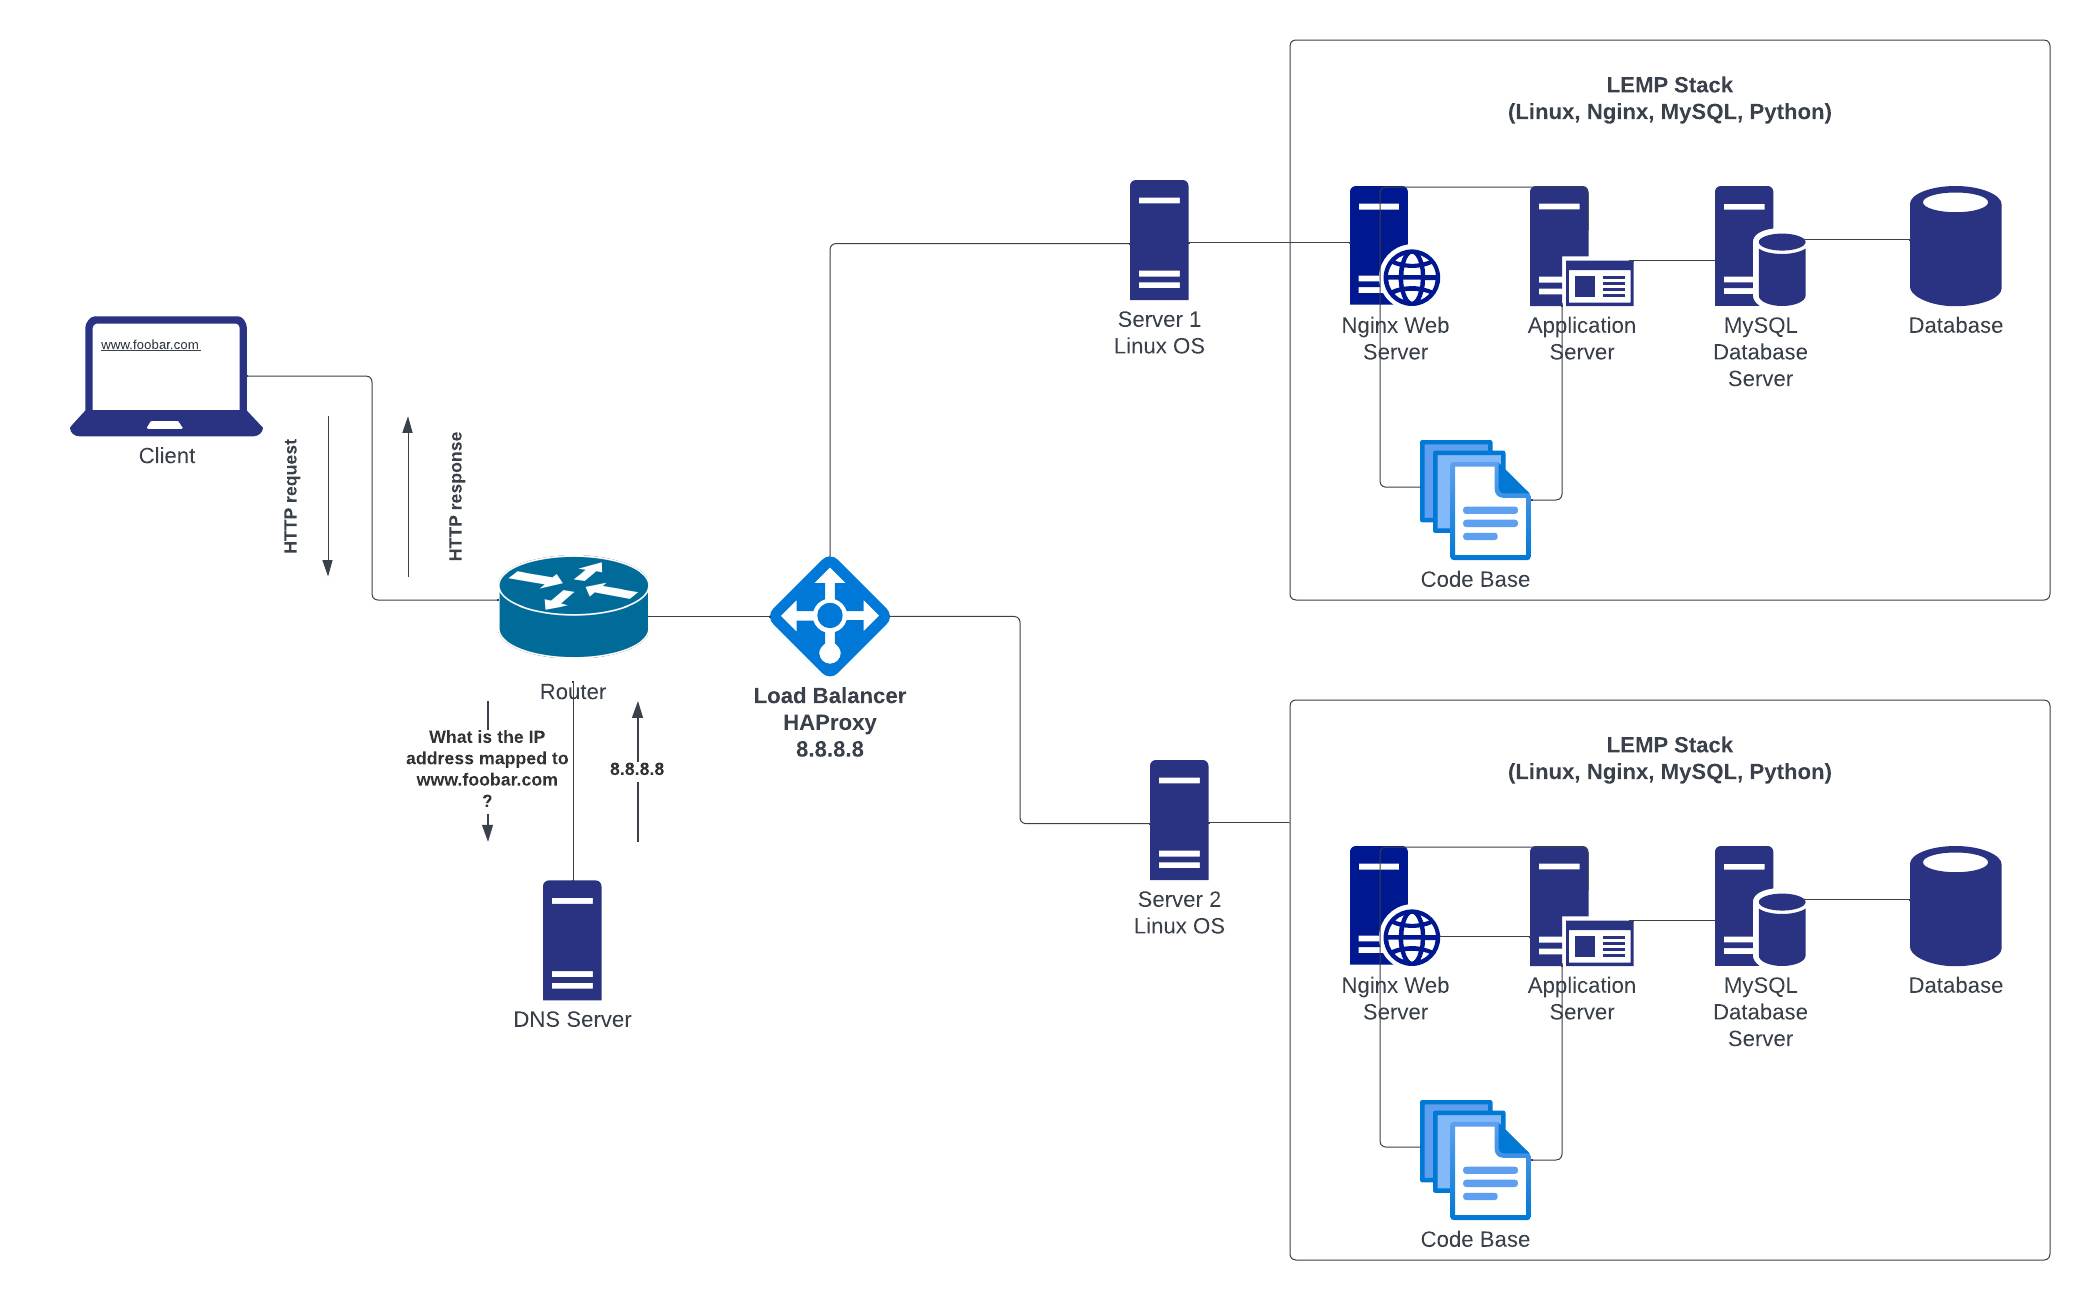 LEMP Stack
(Linux, Nginx, MySQL, Python)
Server 1
Linux OS
Nginx Web
Server
Application
Server
MySQL
Database
Server
Database
Code Base
www.foobar.com
Client
HTTP request
HTTP response
Router
What is the IP
address mapped to
www.foobar.com
?
8.8.8.8
DNS Server
Load Balancer
HAProxy
8.8.8.8
Server 2
Linux OS
LEMP Stack
(Linux, Nginx, MySQL, Python)
Nginx Web
Server
Application
Server
MySQL
Database
Server
Database
Code Base